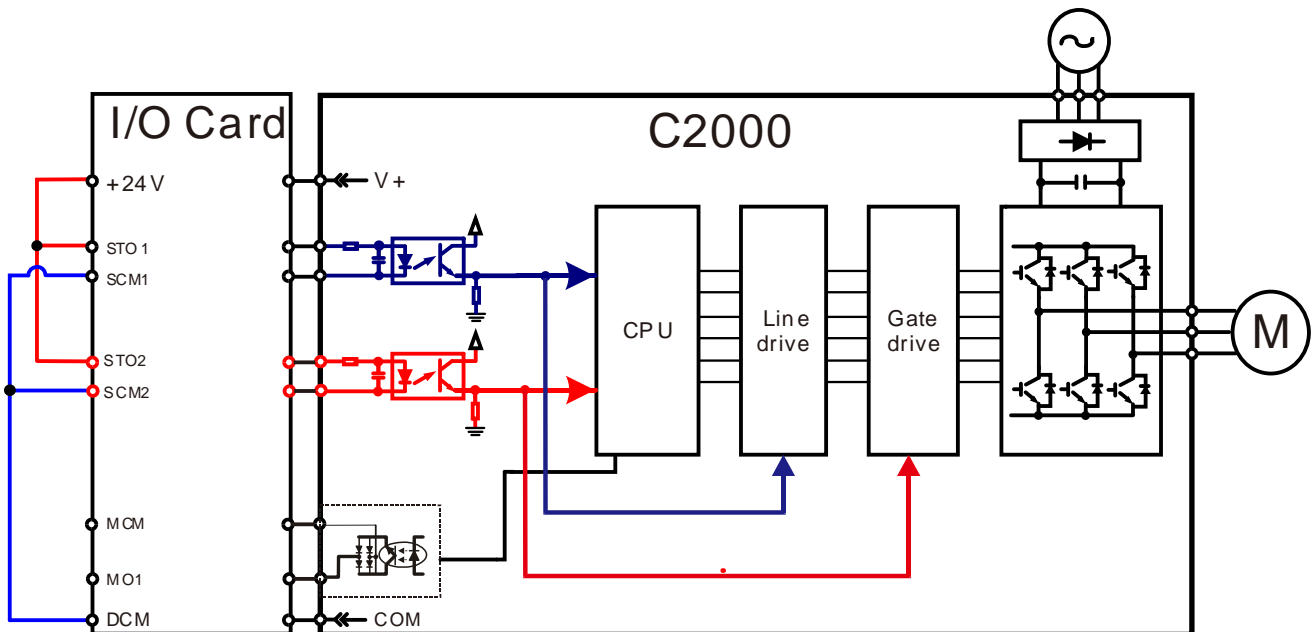 I/O Card
C2000
+24V
V+
STO1
SCM1
CPU
Line
drive
Gate
drive
M
STO2
SCM2
MCM
MO1
DCM
COM